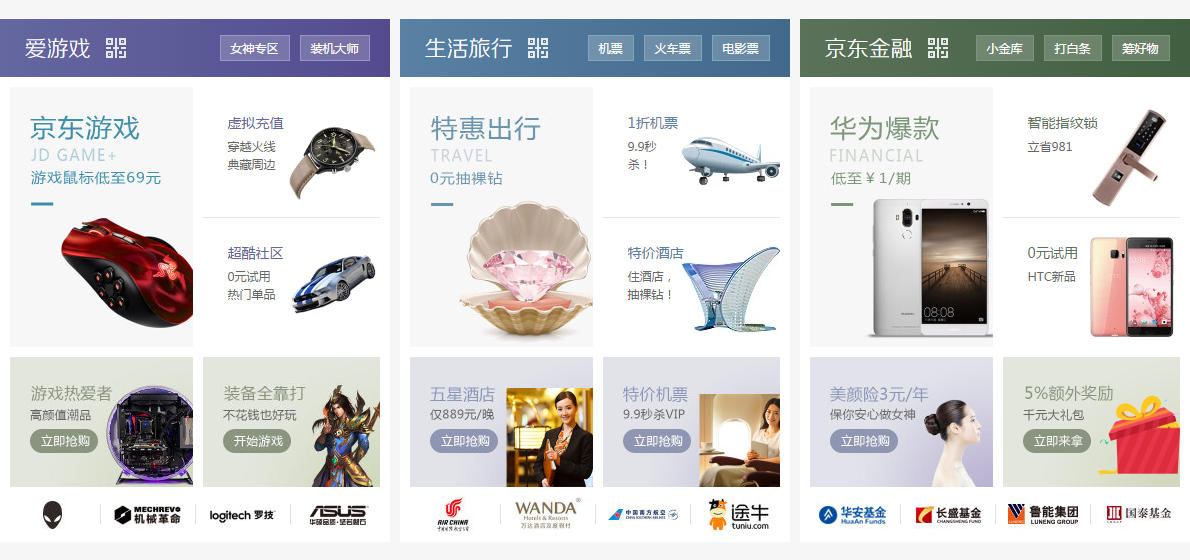 爱游戏
女神专区
装机大师
京东游戏
JD GAME+
游戏鼠标低至69元
虚拟充值
穿越火线
典藏周边
超酷社区
0元试用
热门单品
游戏热爱者
高颜值潮品
立即抢购
装备全靠打
不花钱也好玩
开始游戏
MECHREVO
机械革命
logitech 罗技
ASUS
华硕品质·坚若磐石
生活旅行
机票
火车票
电影票
特惠出行
TRAVEL
0元抽裸钻
1折机票
9.9秒
杀！
特价酒店
住酒店，
抽裸钻！
五星酒店
仅889元/晚
立即抢购
特价机票
9.9秒杀VIP
立即抢购
AIR CHINA
中国国际航空公司
WANDA
Hotels & Resorts
万达酒店及度假村
中国南方航空
CHINA SOUTHERN AIRLINES
途牛
tuniu.com
京东金融
小金库
打白条
筹好物
华为爆款
FINANCIAL
低至￥1/期
HUAWEI
08:08
智能指纹锁
立省981
0元试用
HTC新品
美颜险3元/年
保你安心做女神
立即抢购
5%额外奖励
千元大礼包
立即来拿
华安基金
HuaAn Funds
长盛基金
CHANGSHENG FUND
鲁能集团
LUNENG GROUP
国泰基金